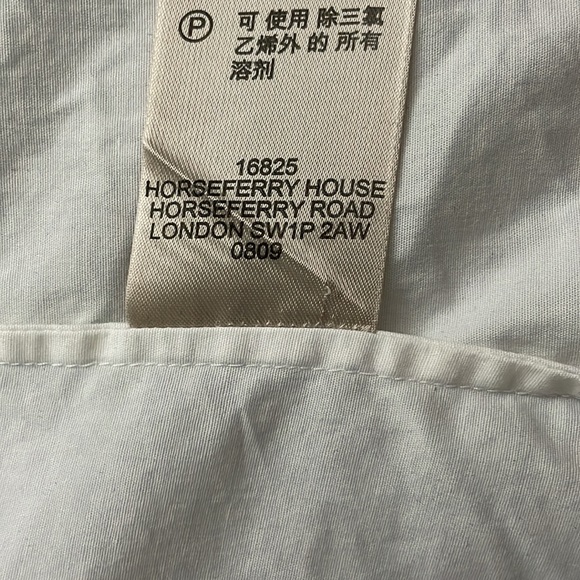 Ⓟ 可 使用 除三氯
乙烯外 的 所有
溶剂
16825
HORSEFERRY HOUSE
HORSEFERRY ROAD
LONDON SW1P 2AW
0809